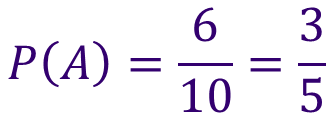 P(A) = 6/10 = 3/5